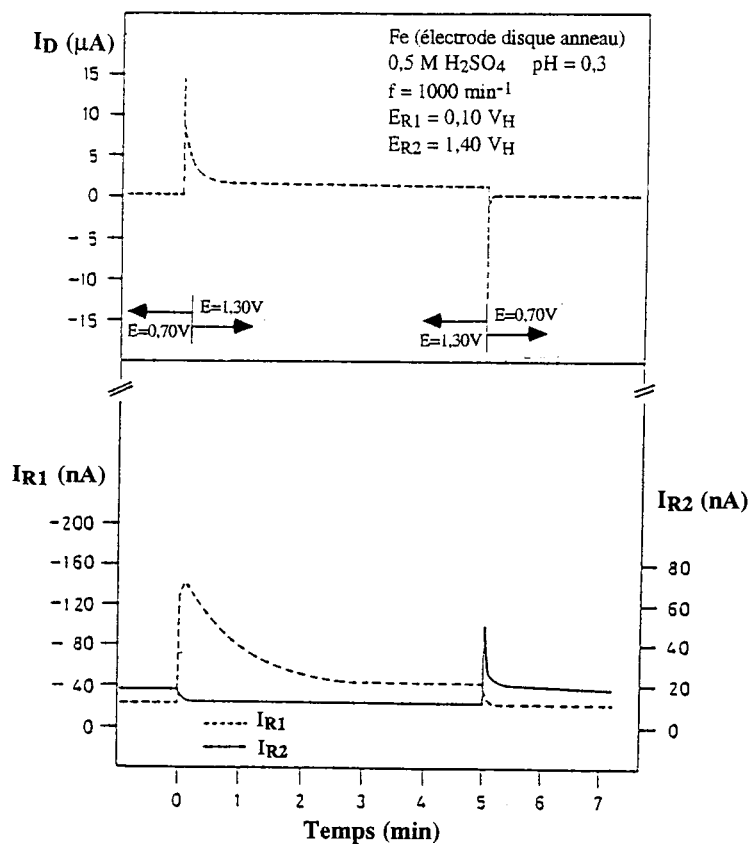 I_D (µA)
Fe (électrode disque anneau)
0,5 M H2SO4 pH = 0,3
f = 1000 min⁻¹
E_R1 = 0,10 V_H
E_R2 = 1,40 V_H
15
10
5
0
-5
-10
-15
E=1,30V
E=0,70V
E=0,70V
E=1,30V
I_R1 (nA)
I_R2 (nA)
-200
-160
-120
-80
-40
0
80
60
40
20
0
I_R1
I_R2
0 1 2 3 4 5 6 7
Temps (min)